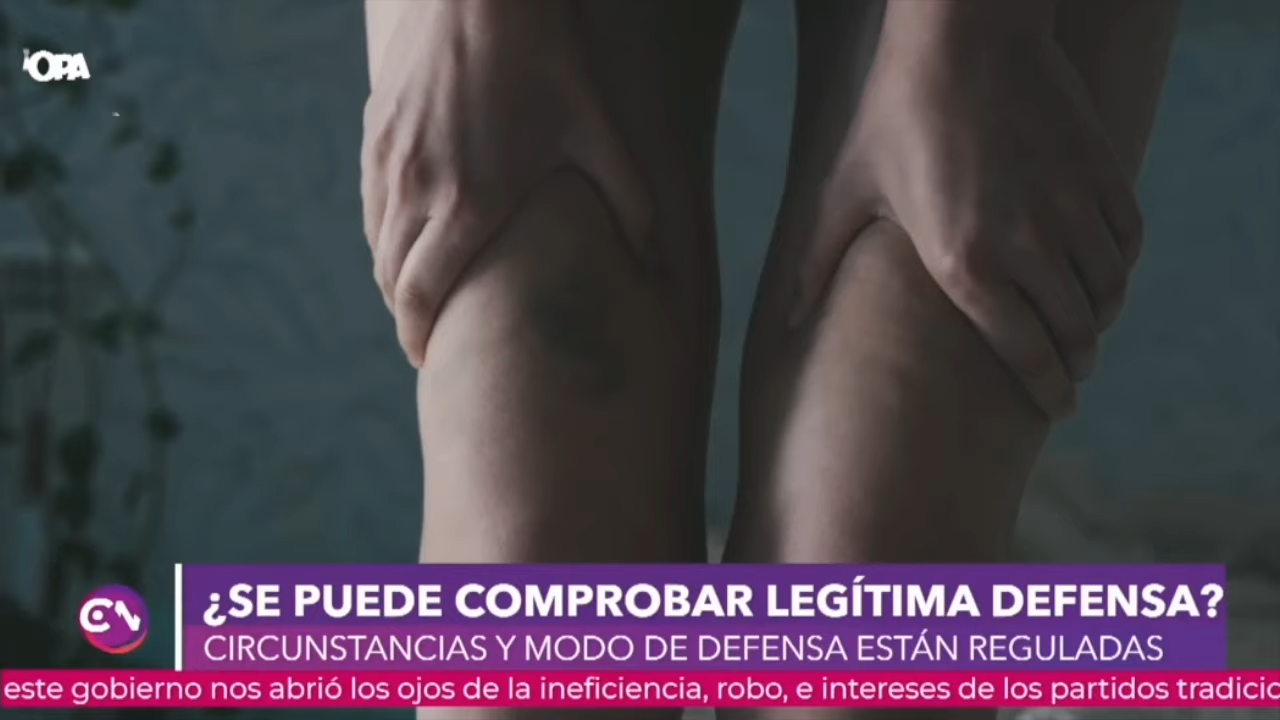 ¡OPA
¿SE PUEDE COMPROBAR LEGÍTIMA DEFENSA?
CIRCUNSTANCIAS Y MODO DE DEFENSA ESTÁN REGULADAS
este gobierno nos abrió los ojos de la ineficiencia, robo, e intereses de los partidos tradicio